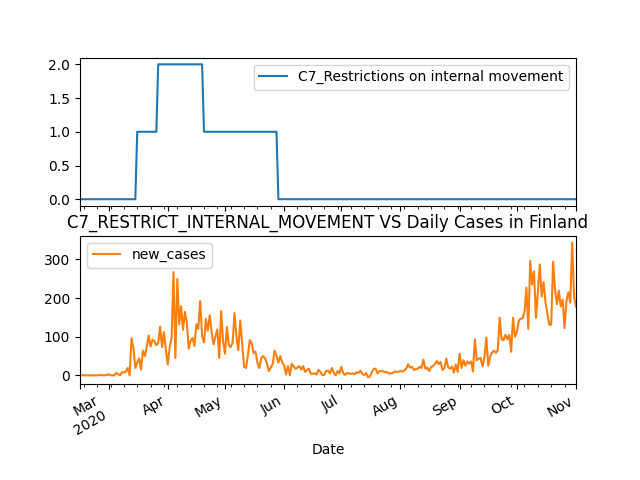 2.0
1.5
1.0
0.5
0.0
C7_Restrictions on internal movement
C7_RESTRICT_INTERNAL_MOVEMENT VS Daily Cases in Finland
300
200
100
0
new_cases
Mar
2020
Apr
May
Jun
Jul
Aug
Sep
Oct
Nov
Date